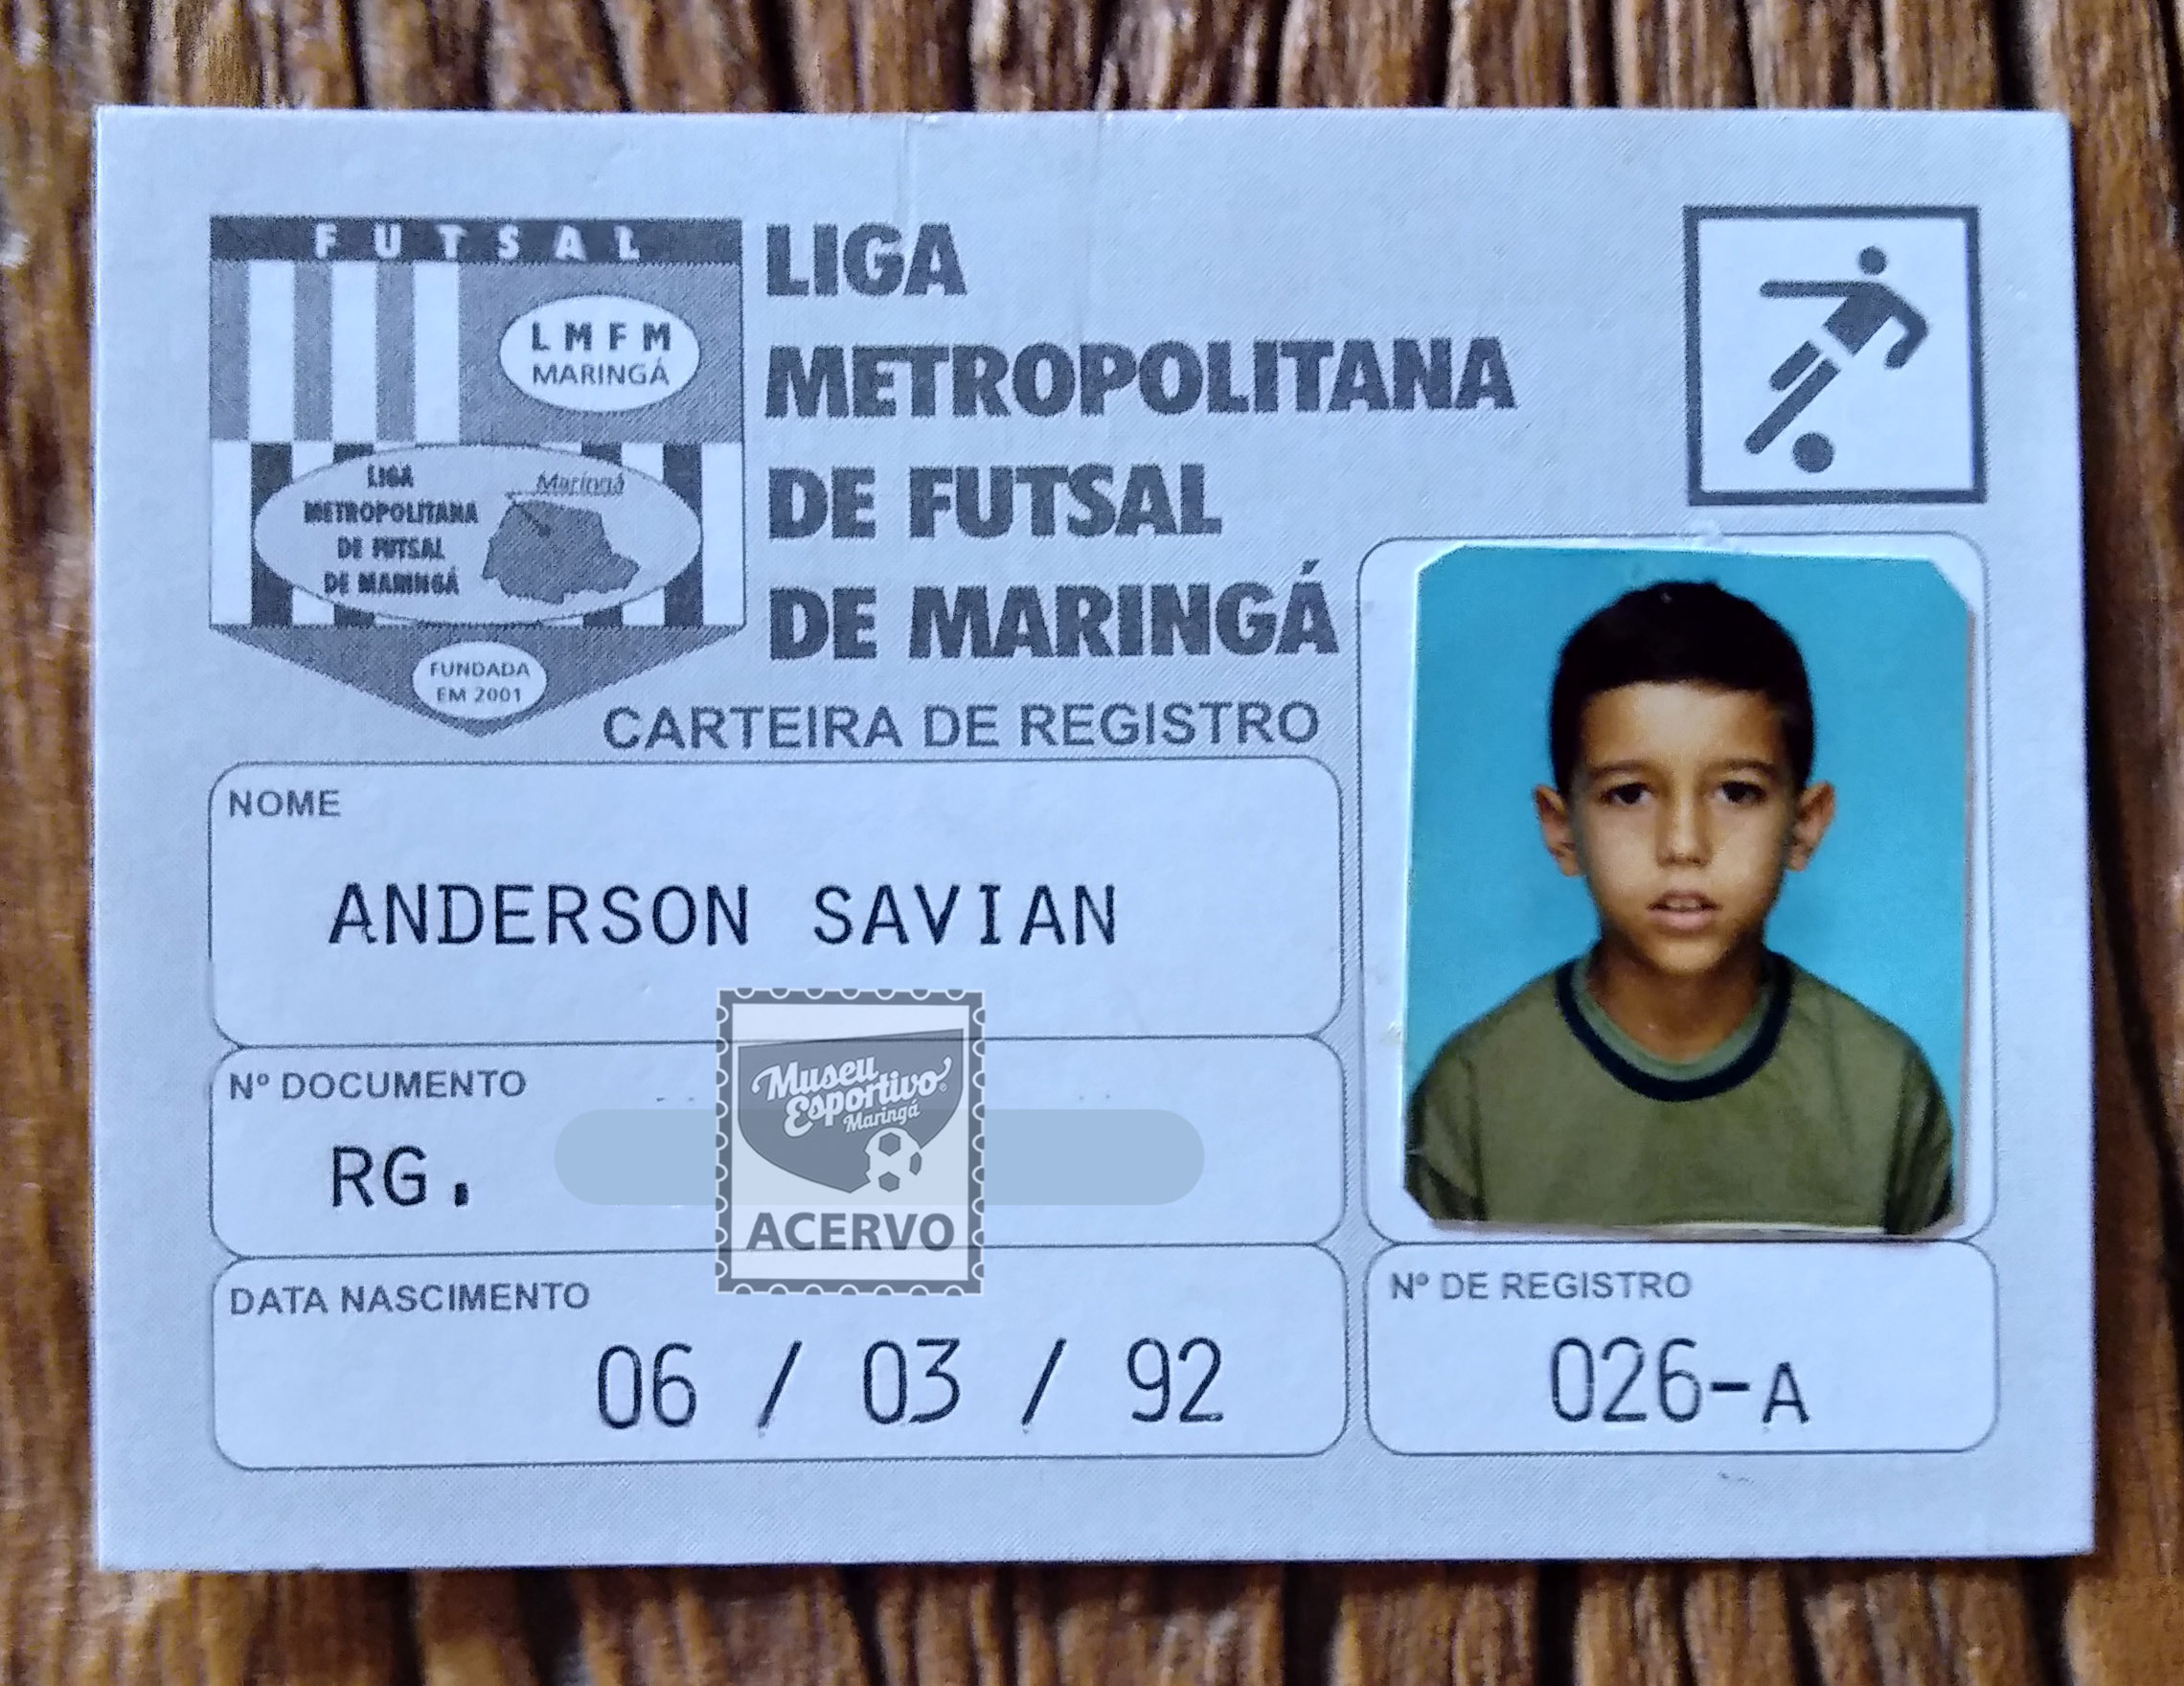 FUTSAL
LMFM
MARINGÁ
LIGA
METROPOLITANA
DE FUTSAL
DE MARINGÁ
Maringá
FUNDADA
EM 2001
LIGA
METROPOLITANA
DE FUTSAL
DE MARINGÁ
CARTEIRA DE REGISTRO
NOME
ANDERSON SAVIAN
Nº DOCUMENTO
RG.
Museu
Esportivo
Maringá
ACERVO
DATA NASCIMENTO
06 / 03 / 92
Nº DE REGISTRO
026-A